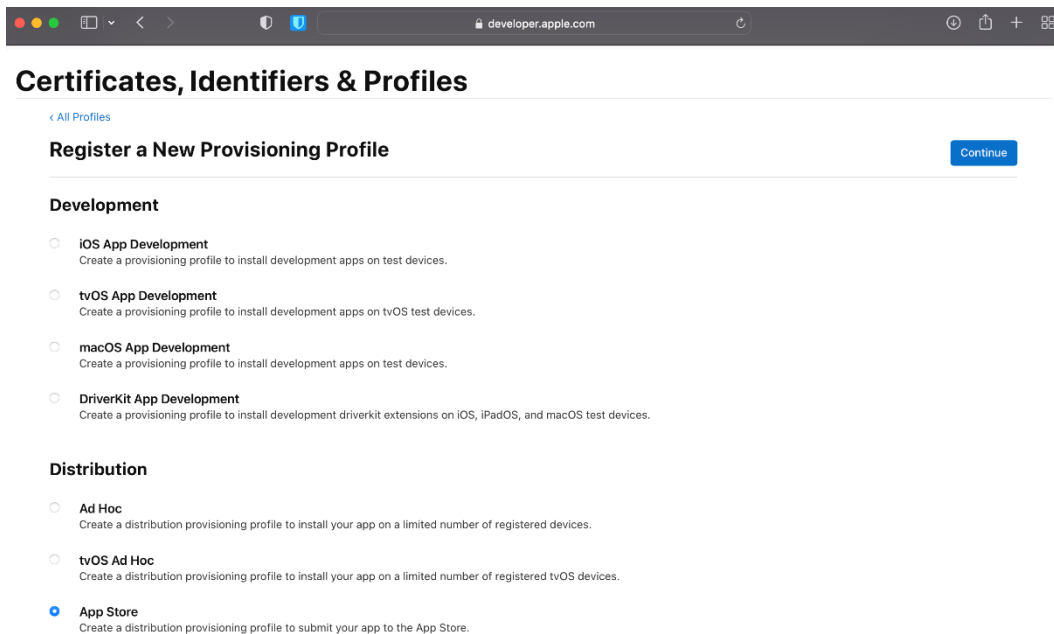 developer.apple.com
Certificates, Identifiers & Profiles
‹ All Profiles
Register a New Provisioning Profile
Continue
Development
iOS App Development
Create a provisioning profile to install development apps on test devices.
tvOS App Development
Create a provisioning profile to install development apps on tvOS test devices.
macOS App Development
Create a provisioning profile to install development apps on test devices.
DriverKit App Development
Create a provisioning profile to install development driverkit extensions on iOS, iPadOS, and macOS test devices.
Distribution
Ad Hoc
Create a distribution provisioning profile to install your app on a limited number of registered devices.
tvOS Ad Hoc
Create a distribution provisioning profile to install your app on a limited number of registered tvOS devices.
App Store
Create a distribution provisioning profile to submit your app to the App Store.